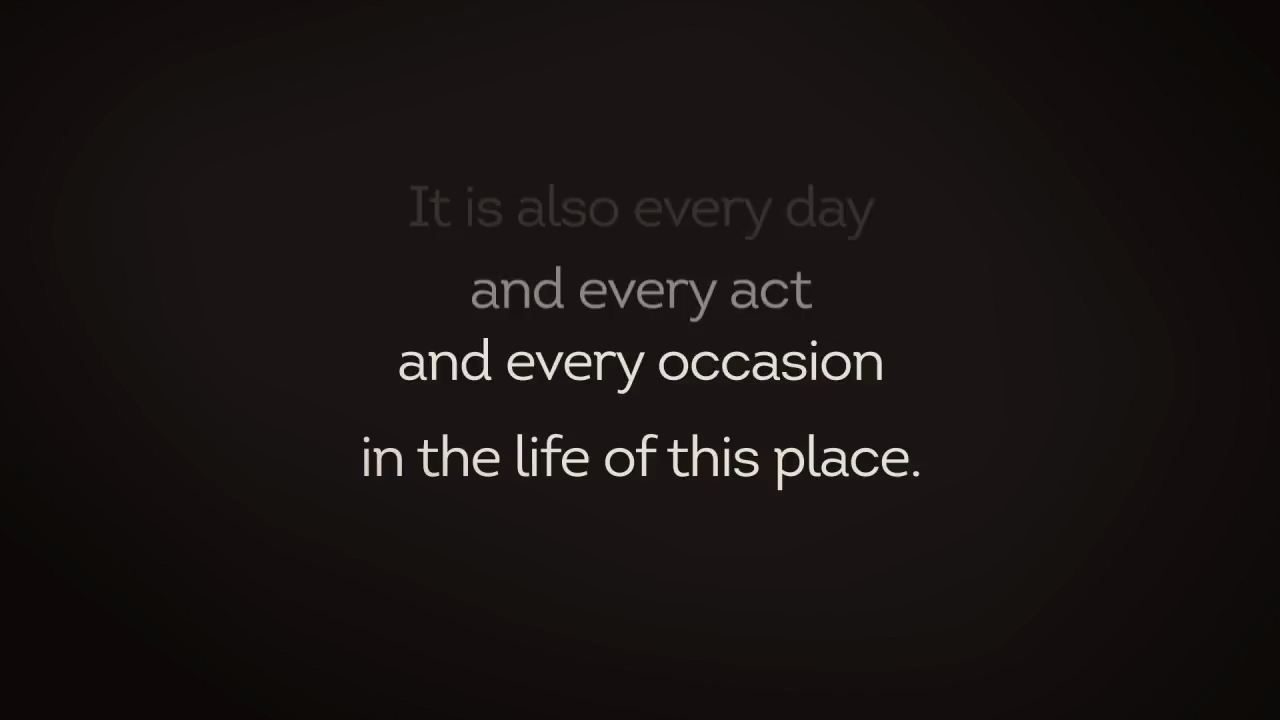 It is also every day
and every act
and every occasion
in the life of this place.